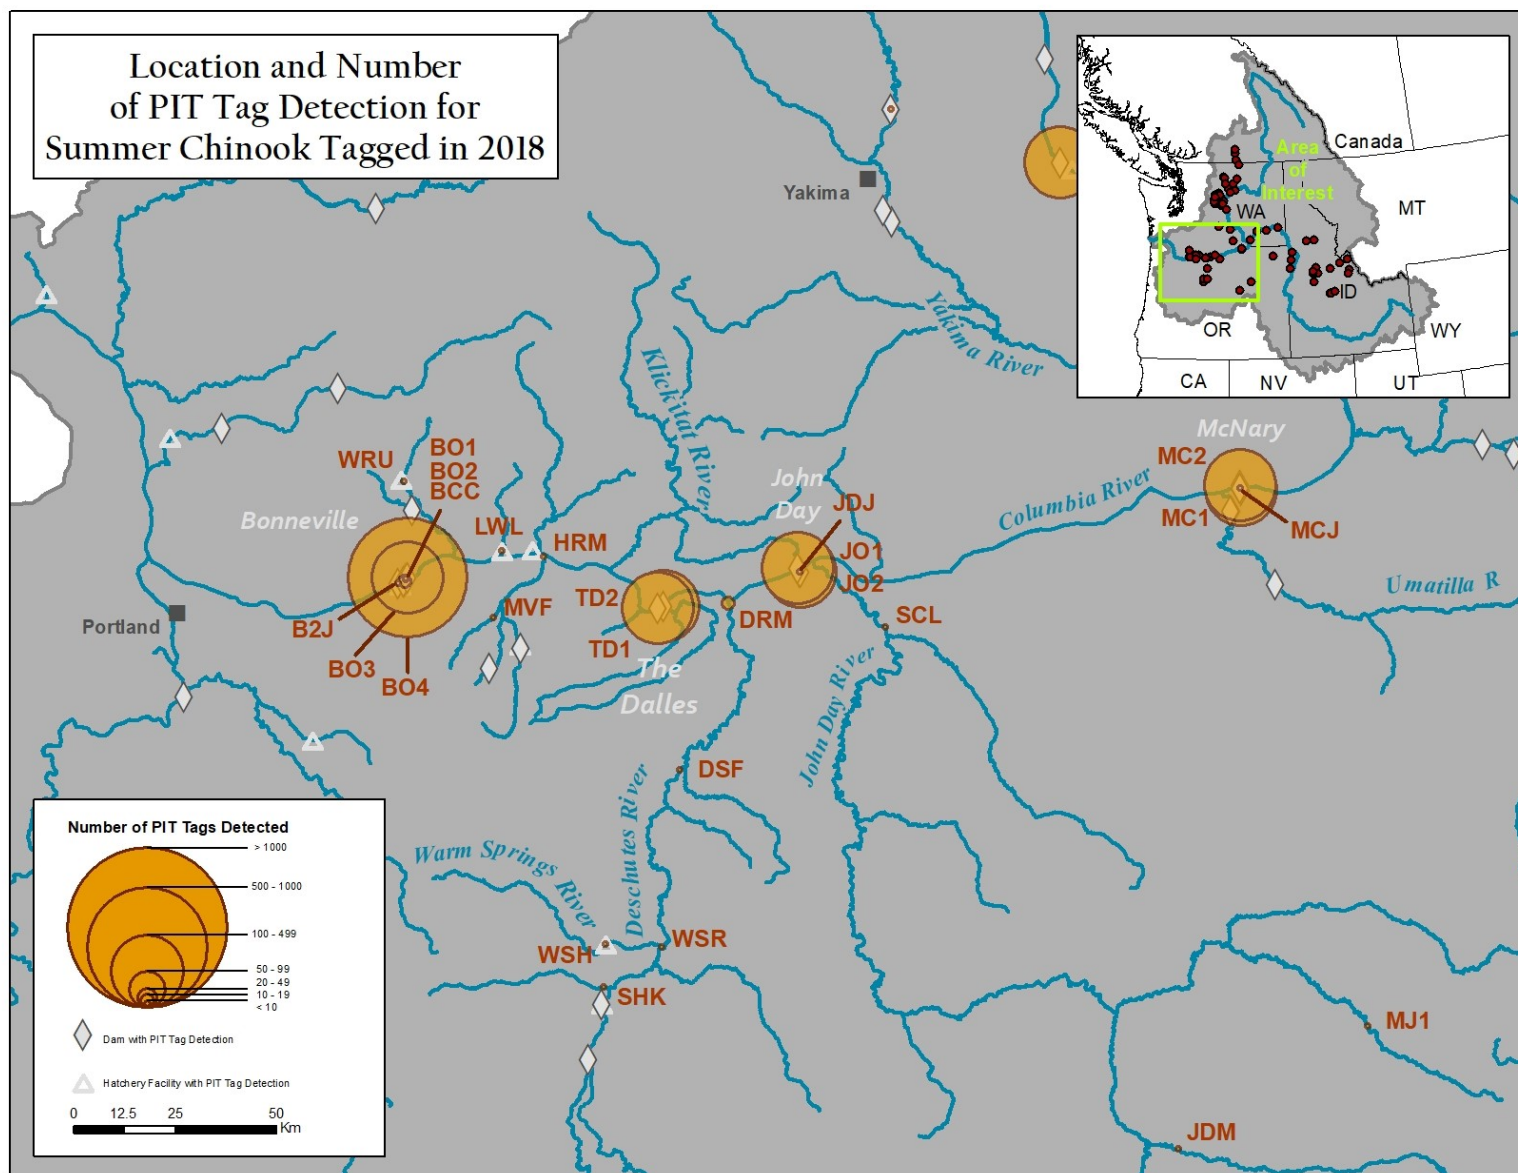 Location and Number
of PIT Tag Detection for
Summer Chinook Tagged in 2018
Yakima
Canada
Area
of
Interest
WA
MT
ID
OR
WY
CA
NV
UT
Yakima River
Klickitat River
McNary
MC2
MC1
MCJ
Columbia River
Umatilla R
John
Day
JDJ
JO1
JO2
WRU
BO1
BO2
BCC
Bonneville
LWL
HRM
B2J
BO3
BO4
MVF
TD2
TD1
The
Dalles
DRM
SCL
Portland
John Day River
DSF
Deschutes River
Warm Springs River
WSH
WSR
SHK
MJ1
JDM
Number of PIT Tags Detected
> 1000
500 - 1000
100 - 499
50 - 99
20 - 49
10 - 19
< 10
Dam with PIT Tag Detection
Hatchery Facility with PIT Tag Detection
0 12.5 25 50
Km